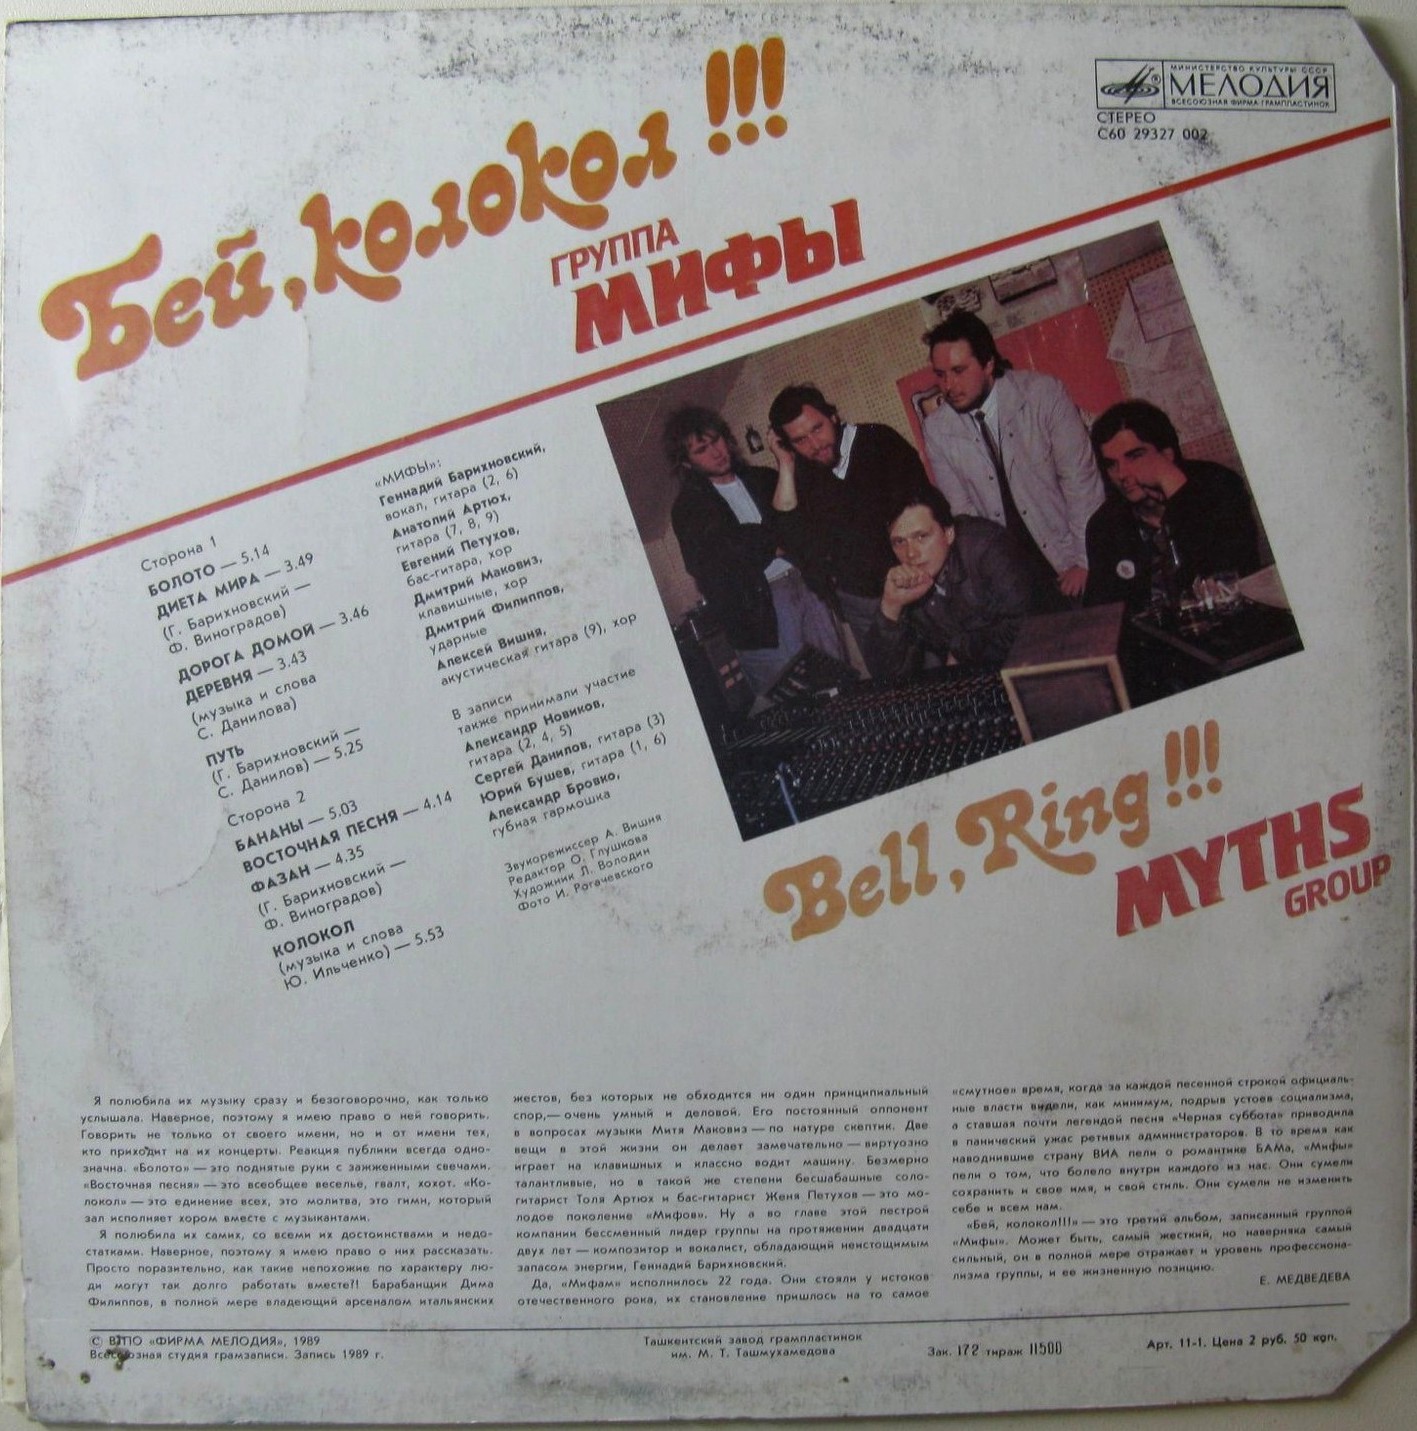 Бей, колокол!!!
ГРУППА
МИФЫ
МИНИСТЕРСТВО КУЛЬТУРЫ СССР
МЕЛОДИЯ
ВСЕСОЮЗНАЯ ФИРМА ГРАМПЛАСТИНОК
СТЕРЕО
С60 29327 002
Сторона 1
БОЛОТО — 5.14
ДИЕТА МИРА — 3.49
(Г. Барихновский —
Ф. Виноградов)
ДОРОГА ДОМОЙ — 3.46
ДЕРЕВНЯ — 3.43
(музыка и слова
С. Данилова)
ПУТЬ
(Г. Барихновский —
С. Данилов) — 5.25
Сторона 2
БАНАНЫ — 5.03
ВОСТОЧНАЯ ПЕСНЯ — 4.14
ФАЗАН — 4.35
(Г. Барихновский —
Ф. Виноградов)
КОЛОКОЛ
(музыка и слова
Ю. Ильченко) — 5.53
«МИФЫ»:
Геннадий Барихновский,
вокал, гитара (2, 6)
Анатолий Артюх,
гитара (7, 8, 9)
Евгений Петухов,
бас-гитара, хор
Дмитрий Маковиз,
клавишные, хор
Дмитрий Филиппов,
ударные
Алексей Вишня,
акустическая гитара (9), хор
В записи
также принимали участие
Александр Новиков,
гитара (2, 4, 5)
Сергей Данилов, гитара (3)
Юрий Бушев, гитара (1, 6)
Александр Бровко,
губная гармошка
Звукорежиссер А. Вишня
Редактор О. Глушкова
Художник Л. Володин
Фото И. Рогачевского
Bell, Ring!!!
MYTHS
GROUP
Я полюбила их музыку сразу и безоговорочно, как только
услышала. Наверное, поэтому я имею право о ней говорить.
Говорить не только от своего имени, но и от имени тех,
кто приходит на их концерты. Реакция публики всегда одно-
значна. «Болото» — это поднятые руки с зажженными свечами.
«Восточная песня» — это всеобщее веселье, гвалт, хохот. «Ко-
локол» — это единение всех, это молитва, это гимн, который
зал исполняет хором вместе с музыкантами.
Я полюбила их самих, со всеми их достоинствами и недо-
статками. Наверное, поэтому я имею право о них рассказать.
Просто поразительно, как такие непохожие по характеру лю-
ди могут так долго работать вместе?! Барабанщик Дима
Филиппов, в полной мере владеющий арсеналом итальянских
жестов, без которых не обходится ни один принципиальный
спор,— очень умный и деловой. Его постоянный оппонент
в вопросах музыки Митя Маковиз — по натуре скептик. Две
вещи в этой жизни он делает замечательно — виртуозно
играет на клавишных и классно водит машину. Безмерно
талантливые, но в такой же степени бесшабашные соло-
гитарист Толя Артюх и бас-гитарист Женя Петухов — это мо-
лодое поколение «Мифов». Ну а во главе этой пестрой
компании бессменный лидер группы на протяжении двадцати
двух лет — композитор и вокалист, обладающий неистощимым
запасом энергии, Геннадий Барихновский.
Да, «Мифам» исполнилось 22 года. Они стояли у истоков
отечественного рока, их становление пришлось на то самое
«смутное» время, когда за каждой песенной строкой официаль-
ные власти видели, как минимум, подрыв устоев социализма,
а ставшая почти легендой песня «Черная суббота» приводила
в панический ужас ретивых администраторов. В то время как
наводнившие страну ВИА пели о романтике БАМа, «Мифы»
пели о том, что болело внутри каждого из нас. Они сумели
сохранить и свое имя, и свой стиль. Они сумели не изменить
себе и всем нам.
«Бей, колокол!!!» — это третий альбом, записанный группой
«Мифы». Может быть, самый жесткий, но наверняка самый
сильный, он в полной мере отражает и уровень профессиона-
лизма группы, и ее жизненную позицию.
Е. МЕДВЕДЕВА
© ВТПО «ФИРМА МЕЛОДИЯ», 1989
Всесоюзная студия грамзаписи. Запись 1989 г.
Ташкентский завод грампластинок
им. М. Т. Ташмухамедова
Зак. 172 тираж 11500
Арт. 11-1. Цена 2 руб. 50 коп.